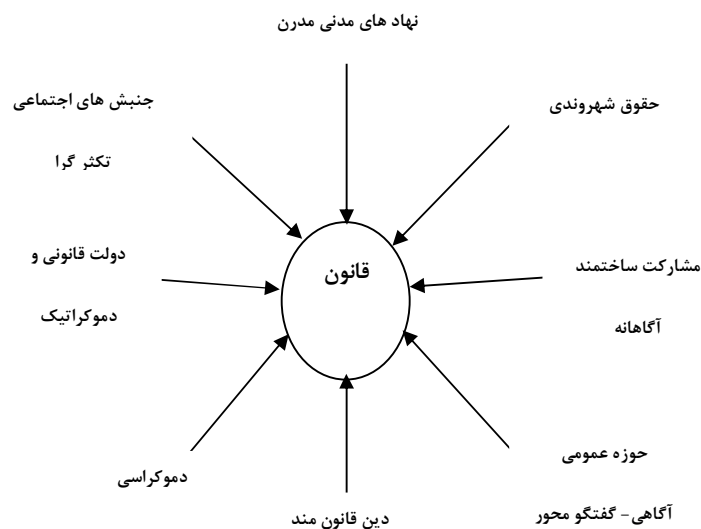 نهاد های مدنی مدرن
حقوق شهروندی
جنبش های اجتماعی
تکثر گرا
قانون
مشارکت ساختمند
آگاهانه
دولت قانونی و
دموکراتیک
حوزه عمومی
آگاهی- گفتگو محور
دموکراسی
دین قانون مند